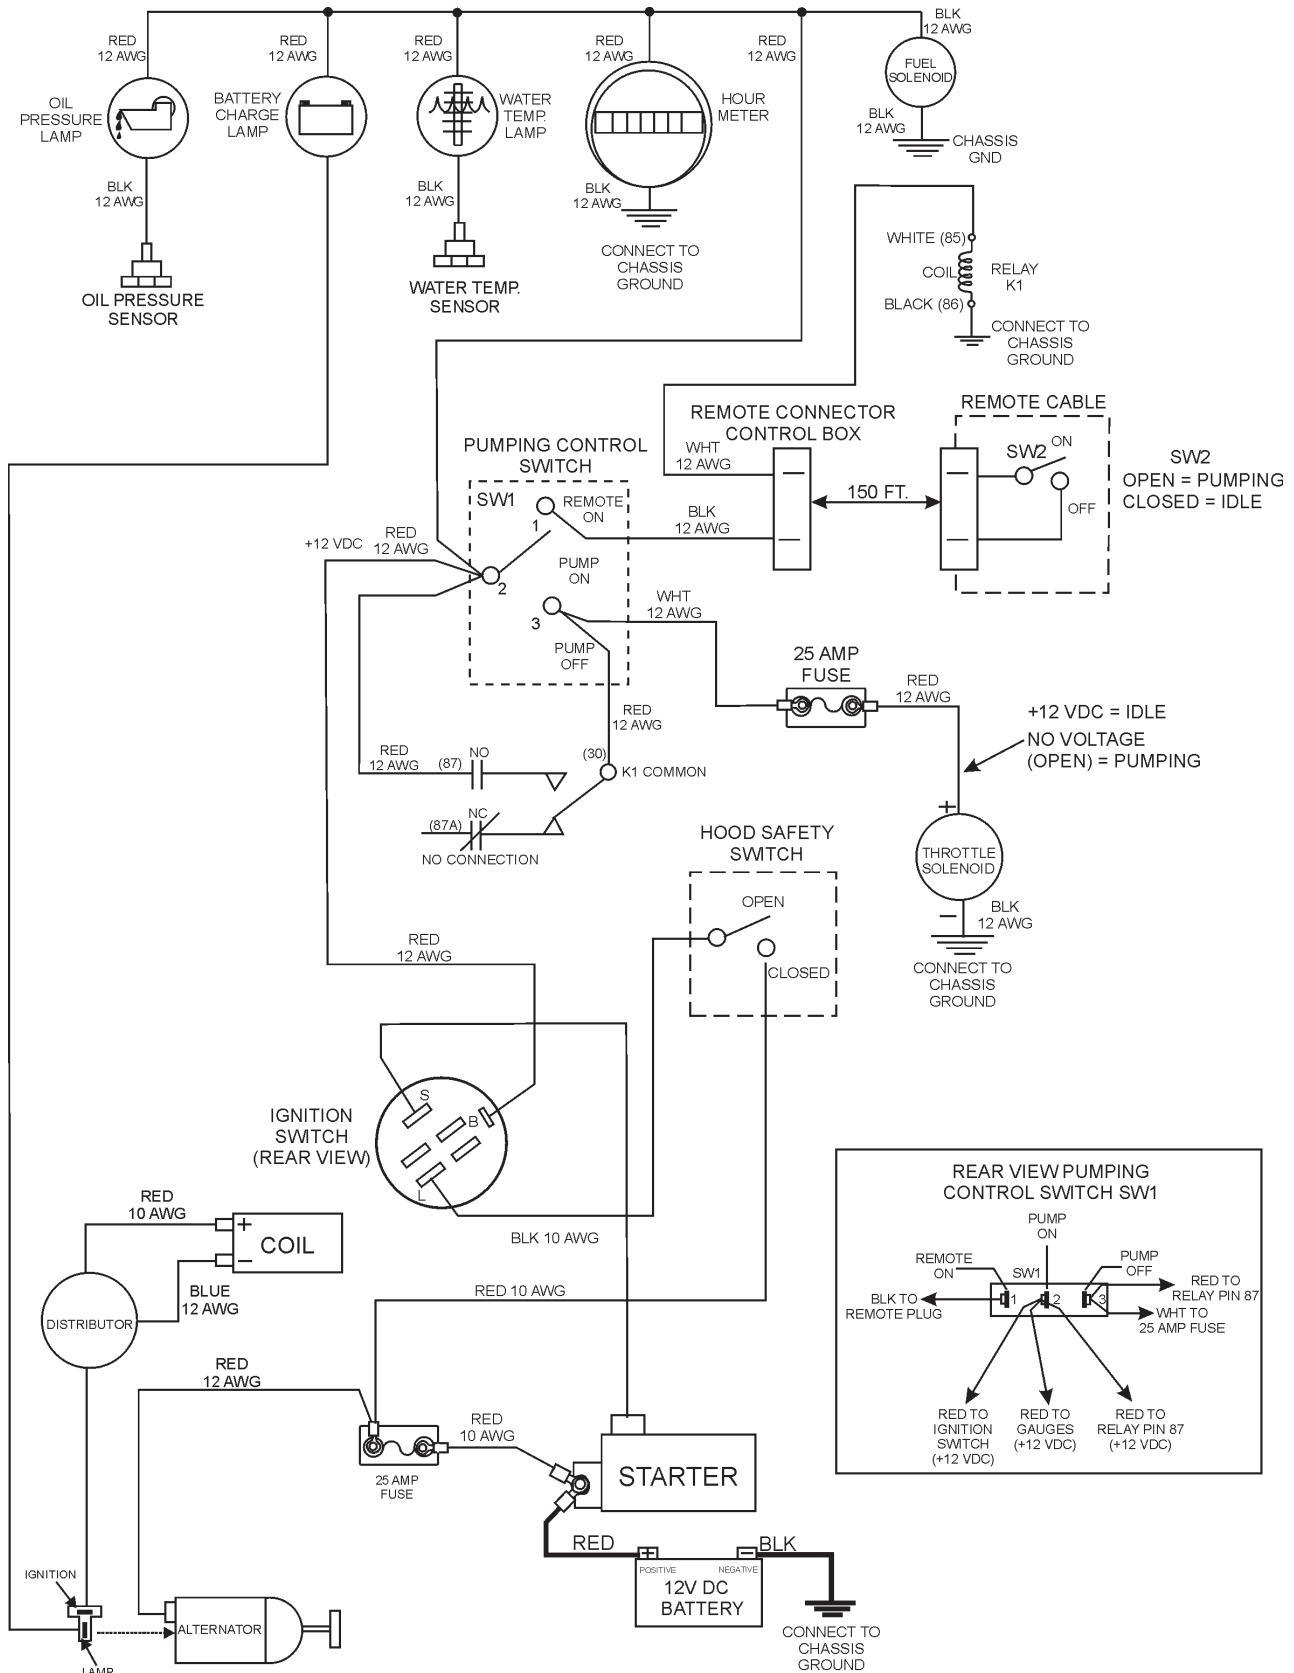 RED
12 AWG
RED
12 AWG
RED
12 AWG
RED
12 AWG
RED
12 AWG
BLK
12 AWG
OIL
PRESSURE
LAMP
BATTERY
CHARGE
LAMP
WATER
TEMP.
LAMP
HOUR
METER
FUEL
SOLENOID
BLK
12 AWG
CHASSIS
GND
BLK
12 AWG
BLK
12 AWG
BLK
12 AWG
OIL PRESSURE
SENSOR
WATER TEMP.
SENSOR
CONNECT TO
CHASSIS
GROUND
WHITE (85)
COIL
RELAY
K1
BLACK (86)
CONNECT TO
CHASSIS
GROUND
REMOTE CONNECTOR
CONTROL BOX
REMOTE CABLE
PUMPING CONTROL
SWITCH
WHT
12 AWG
SW2
ON
OFF
150 FT.
SW2
OPEN = PUMPING
CLOSED = IDLE
SW1
REMOTE
ON
1
BLK
12 AWG
+12 VDC
RED
12 AWG
2
PUMP
ON
3
PUMP
OFF
WHT
12 AWG
25 AMP
FUSE
RED
12 AWG
+12 VDC = IDLE
NO VOLTAGE
(OPEN) = PUMPING
RED
12 AWG
RED
12 AWG
(87)
NO
(30)
K1 COMMON
(87A)
NC
NO CONNECTION
+
THROTTLE
SOLENOID
–
BLK
12 AWG
CONNECT TO
CHASSIS
GROUND
HOOD SAFETY
SWITCH
OPEN
CLOSED
RED
12 AWG
IGNITION
SWITCH
(REAR VIEW)
S
B
L
BLK 10 AWG
RED 10 AWG
RED
10 AWG
+
–
COIL
BLUE
12 AWG
DISTRIBUTOR
RED
12 AWG
RED
10 AWG
25 AMP
FUSE
STARTER
RED
BLK
+
–
POSITIVE
NEGATIVE
12V DC
BATTERY
CONNECT TO
CHASSIS
GROUND
IGNITION
LAMP
ALTERNATOR
REAR VIEW PUMPING
CONTROL SWITCH SW1
PUMP
ON
REMOTE
ON
SW1
PUMP
OFF
1
2
3
BLK TO
REMOTE PLUG
RED TO
RELAY PIN 87
WHT TO
25 AMP FUSE
RED TO
IGNITION
SWITCH
(+12 VDC)
RED TO
GAUGES
(+12 VDC)
RED TO
RELAY PIN 87
(+12 VDC)